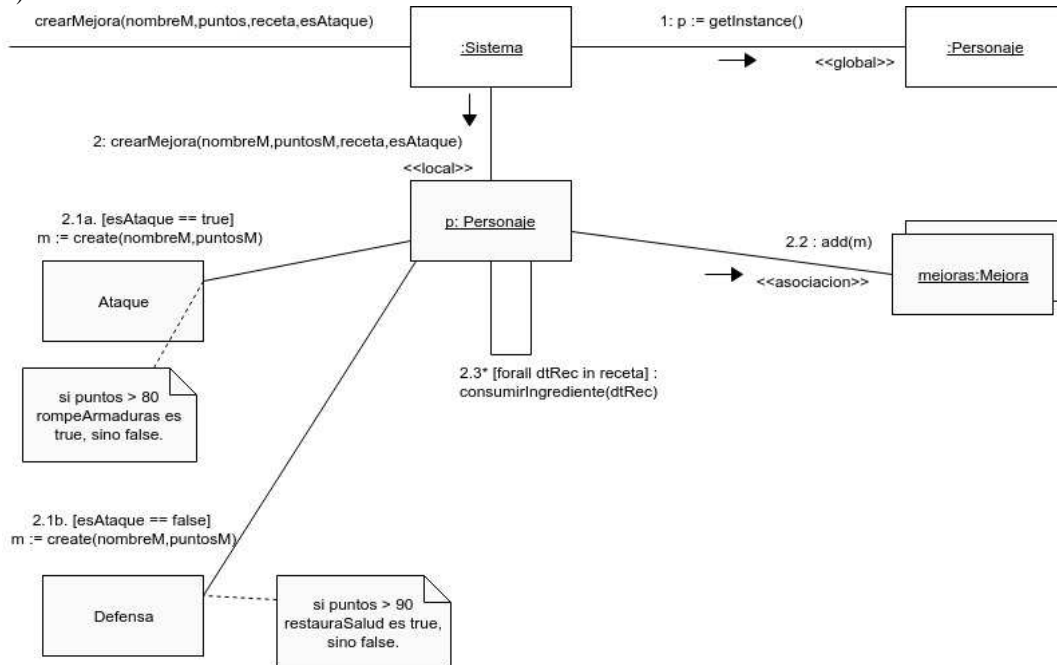 )
crearMejora(nombreM,puntos,receta,esAtaque)
:Sistema
1: p := getInstance()
<<global>>
:Personaje
2: crearMejora(nombreM,puntosM,receta,esAtaque)
<<local>>
p: Personaje
2.1a. [esAtaque == true]
m := create(nombreM,puntosM)
Ataque
2.2 : add(m)
<<asociacion>>
mejoras:Mejora
2.3* [forall dtRec in receta] :
consumirIngrediente(dtRec)
si puntos > 80
rompeArmaduras es
true, sino false.
2.1b. [esAtaque == false]
m := create(nombreM,puntosM)
Defensa
si puntos > 90
restauraSalud es true,
sino false.